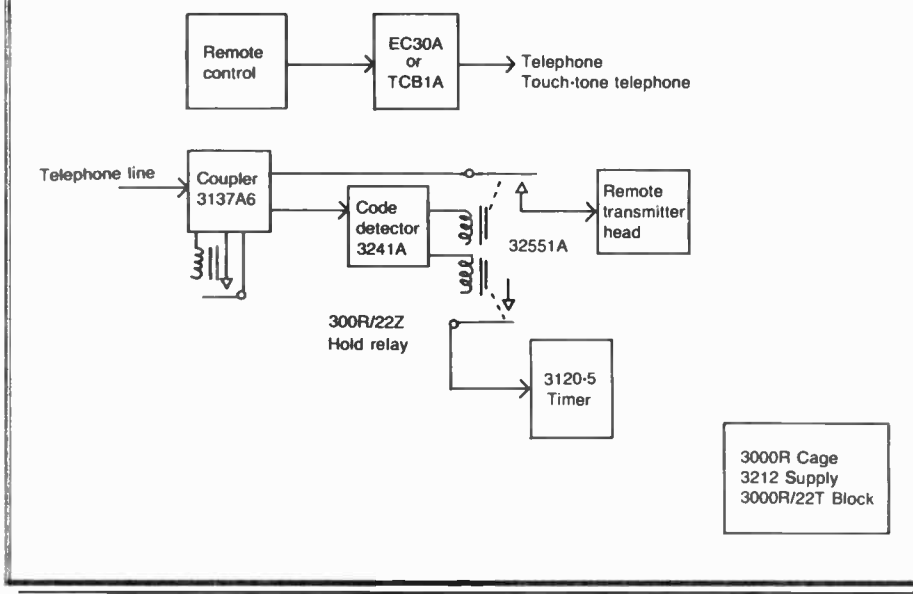 Remote
control
EC30A
or
TCB1A
Telephone
Touch-tone telephone
Telephone line
Coupler
3137A6
Code
detector
3241A
32551A
Remote
transmitter
head
300R/22Z
Hold relay
3120-5
Timer
3000R Cage
3212 Supply
3000R/22T Block